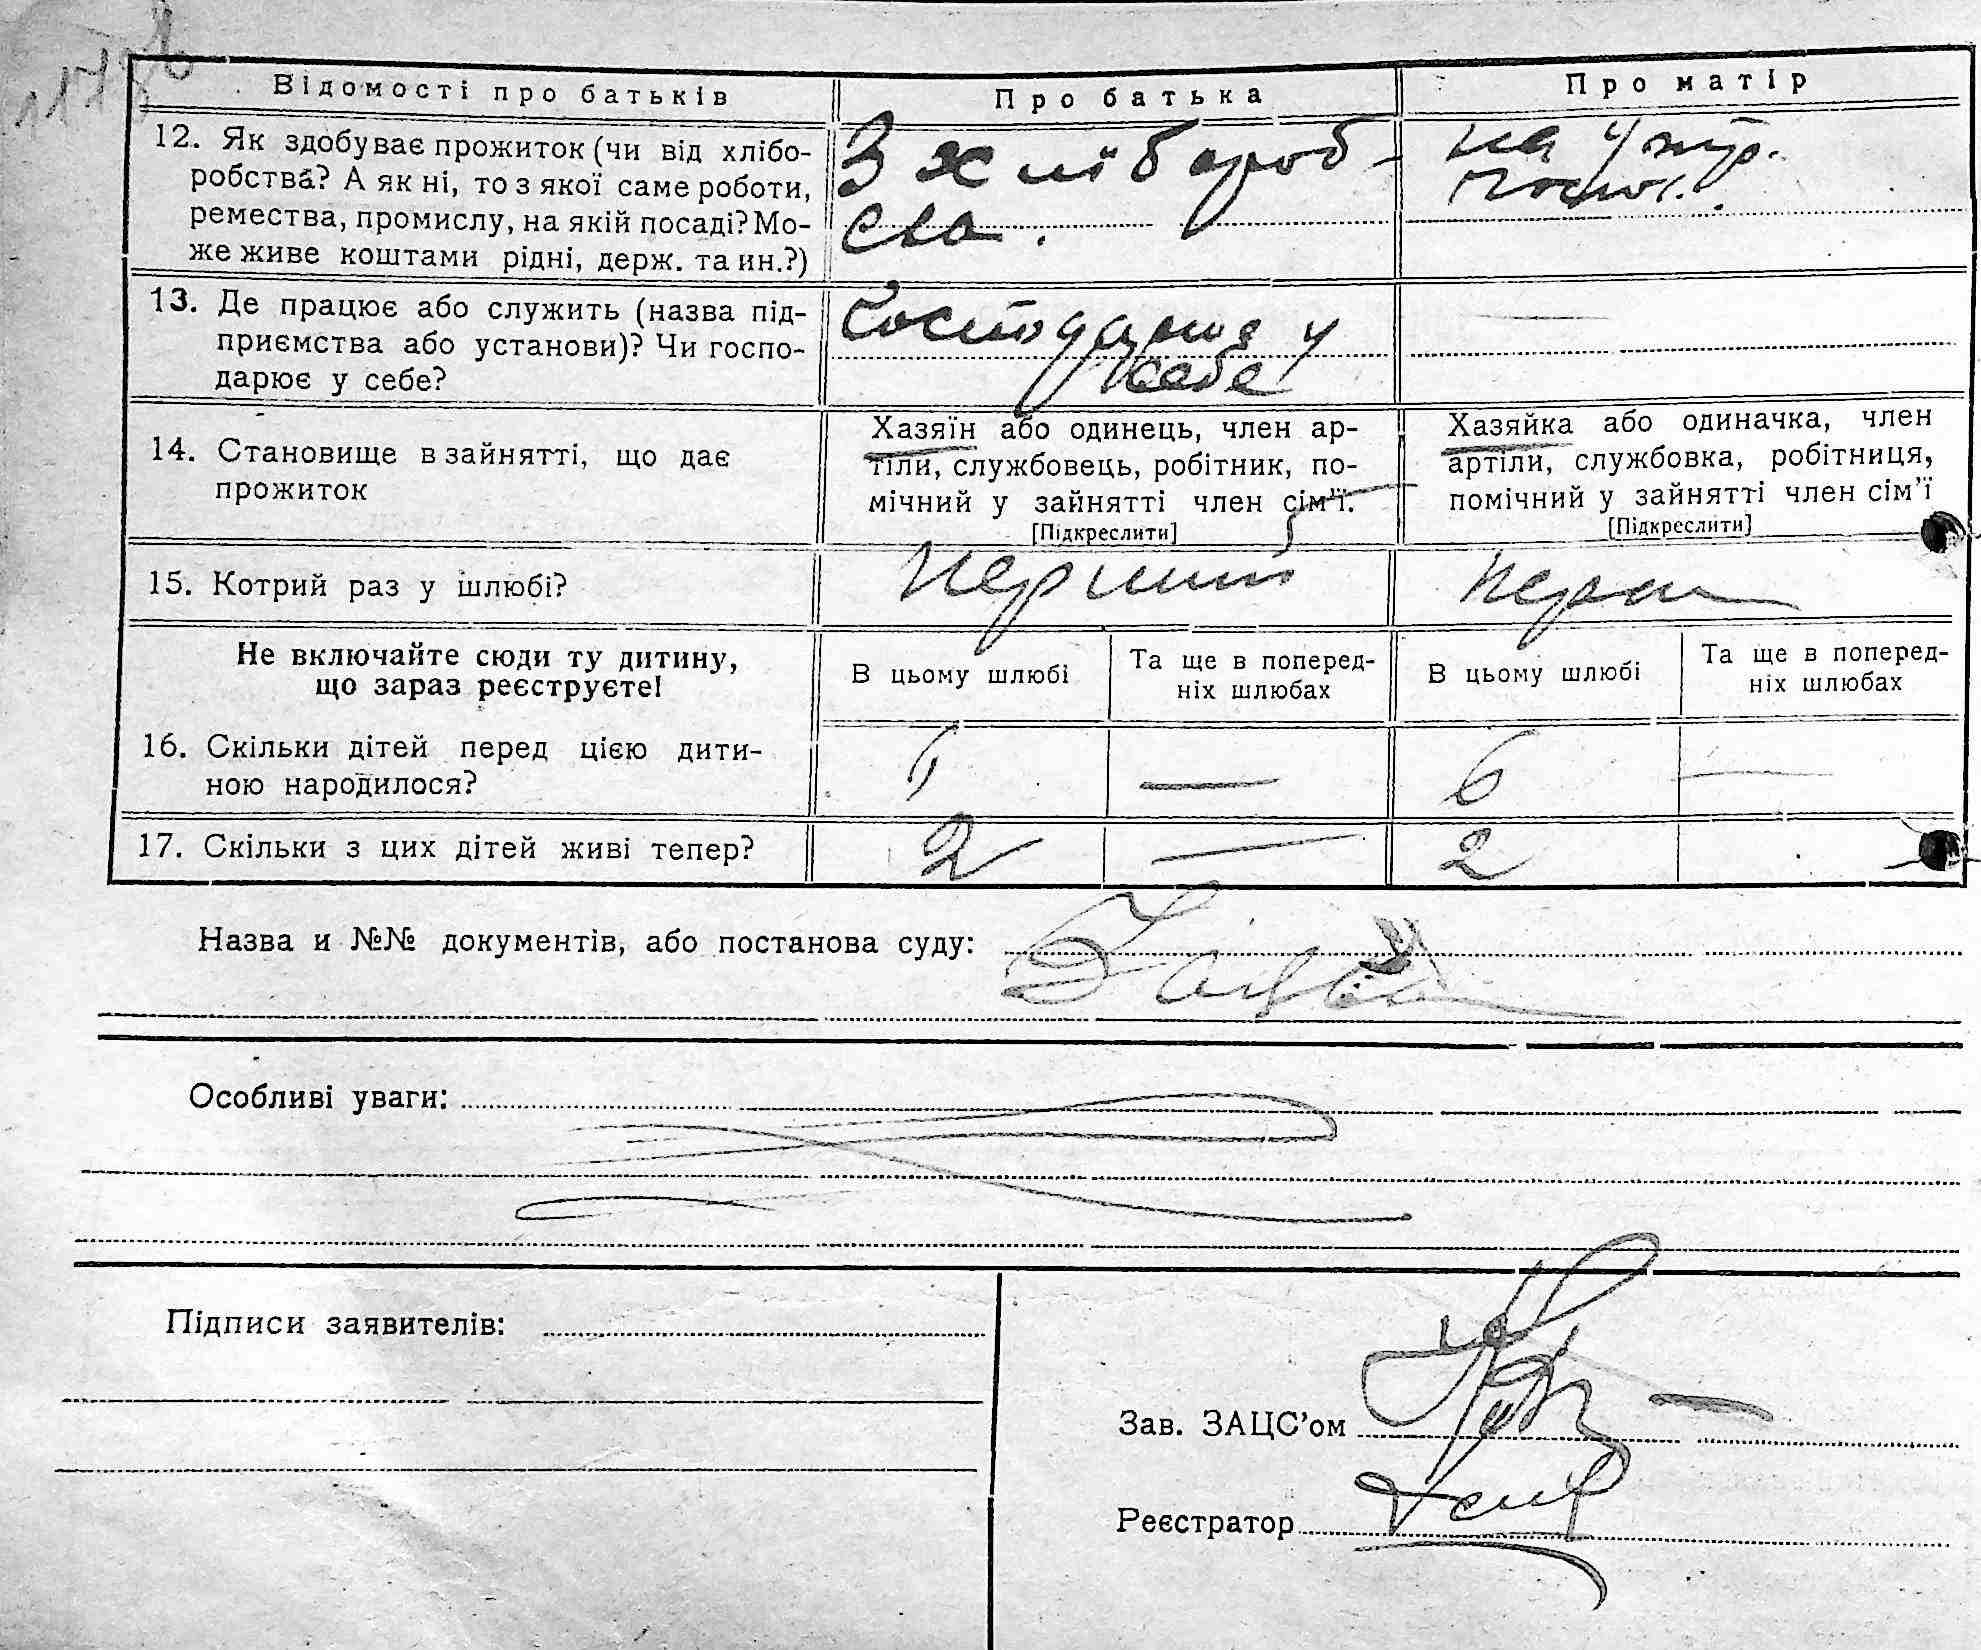 Відомості про батьків Про батька Про матір
12. Як здобуває прожиток (чи від хлібо-
робства? А як ні, то з якої саме роботи,
ремества, промислу, на якій посаді? Мо-
же живе коштами рідні, держ. та ин.?)
З хлібороб-
ства.
на утр.
13. Де працює або служить (назва під-
приємства або установи)? Чи госпо-
дарює у себе?
Господарює у
себе
14. Становище в зайнятті, що дає
прожиток
Хазяїн або одинець, член ар-
тіли, службовець, робітник, по-
мічний у зайнятті член сім'ї.
[Підкреслити]
Хазяйка або одиначка, член
артіли, службовка, робітниця,
помічний у зайнятті член сім'ї
[Підкреслити]
15. Котрий раз у шлюбі? перший перш
Не включайте сюди ту дитину,
що зараз реєструєте!
В цьому шлюбі
Та ще в поперед-
ніх шлюбах
В цьому шлюбі
Та ще в поперед-
ніх шлюбах
16. Скільки дітей перед цією дити-
ною народилося?
6 — 6 —
17. Скільки з цих дітей живі тепер? 2 — 2 —
Назва и №№ документів, або постанова суду:
Особливі уваги:
Підписи заявителів:
Зав. ЗАЦС'ом
Реєстратор